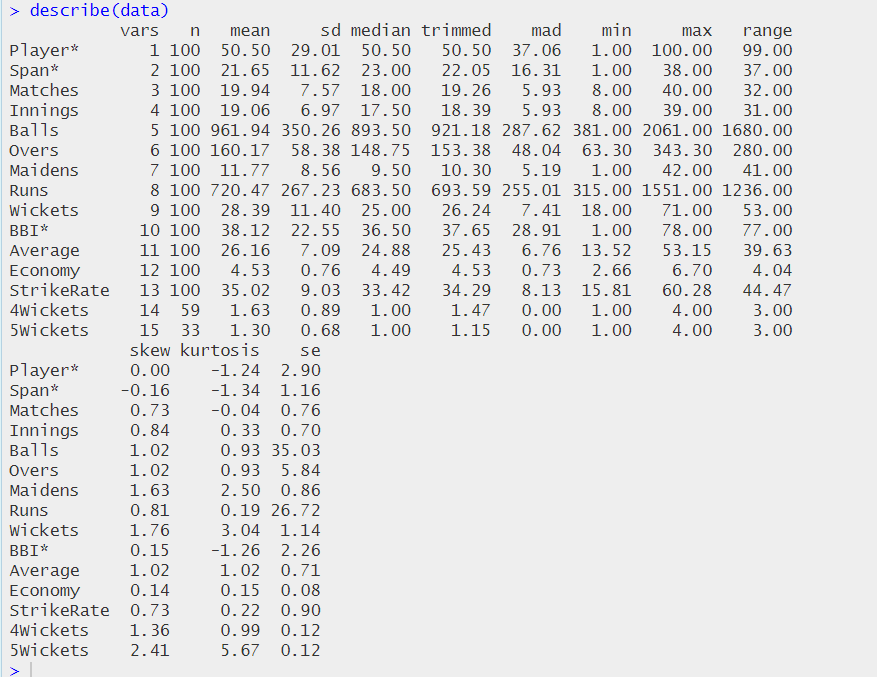 > describe(data)
           vars   n   mean     sd median trimmed    mad    min     max   range
Player*       1 100  50.50  29.01  50.50   50.50  37.06   1.00  100.00   99.00
Span*         2 100  21.65  11.62  23.00   22.05  16.31   1.00   38.00   37.00
Matches       3 100  19.94   7.57  18.00   19.26   5.93   8.00   40.00   32.00
Innings       4 100  19.06   6.97  17.50   18.39   5.93   8.00   39.00   31.00
Balls         5 100 961.94 350.26 893.50  921.18 287.62 381.00 2061.00 1680.00
Overs         6 100 160.17  58.38 148.75  153.38  48.04  63.30  343.30  280.00
Maidens       7 100  11.77   8.56   9.50   10.30   5.19   1.00   42.00   41.00
Runs          8 100 720.47 267.23 683.50  693.59 255.01 315.00 1551.00 1236.00
Wickets       9 100  28.39  11.40  25.00   26.24   7.41  18.00   71.00   53.00
BBI*         10 100  38.12  22.55  36.50   37.65  28.91   1.00   78.00   77.00
Average      11 100  26.16   7.09  24.88   25.43   6.76  13.52   53.15   39.63
Economy      12 100   4.53   0.76   4.49    4.53   0.73   2.66    6.70    4.04
StrikeRate   13 100  35.02   9.03  33.42   34.29   8.13  15.81   60.28   44.47
4Wickets     14  59   1.63   0.89   1.00    1.47   0.00   1.00    4.00    3.00
5Wickets     15  33   1.30   0.68   1.00    1.15   0.00   1.00    4.00    3.00
            skew kurtosis    se
Player*     0.00    -1.24  2.90
Span*      -0.16    -1.34  1.16
Matches     0.73    -0.04  0.76
Innings     0.84     0.33  0.70
Balls       1.02     0.93 35.03
Overs       1.02     0.93  5.84
Maidens     1.63     2.50  0.86
Runs        0.81     0.19 26.72
Wickets     1.76     3.04  1.14
BBI*        0.15    -1.26  2.26
Average     1.02     1.02  0.71
Economy     0.14     0.15  0.08
StrikeRate  0.73     0.22  0.90
4Wickets    1.36     0.99  0.12
5Wickets    2.41     5.67  0.12
>